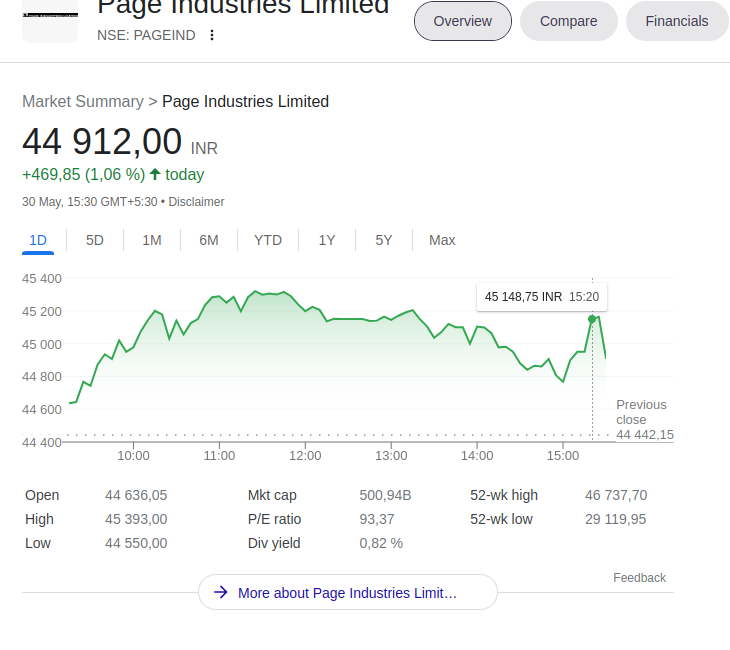 Page Industries Limited
NSE: PAGEIND
Overview
Compare
Financials
Market Summary > Page Industries Limited
44 912,00 INR
+469,85 (1,06 %) today
30 May, 15:30 GMT+5:30 • Disclaimer
1D 5D 1M 6M YTD 1Y 5Y Max
45 400
45 200
45 000
44 800
44 600
44 400
45 148,75 INR 15:20
Previous
close
44 442,15
10:00 11:00 12:00 13:00 14:00 15:00
Open 44 636,05 Mkt cap 500,94B 52-wk high 46 737,70
High 45 393,00 P/E ratio 93,37 52-wk low 29 119,95
Low 44 550,00 Div yield 0,82 %
Feedback
More about Page Industries Limit…